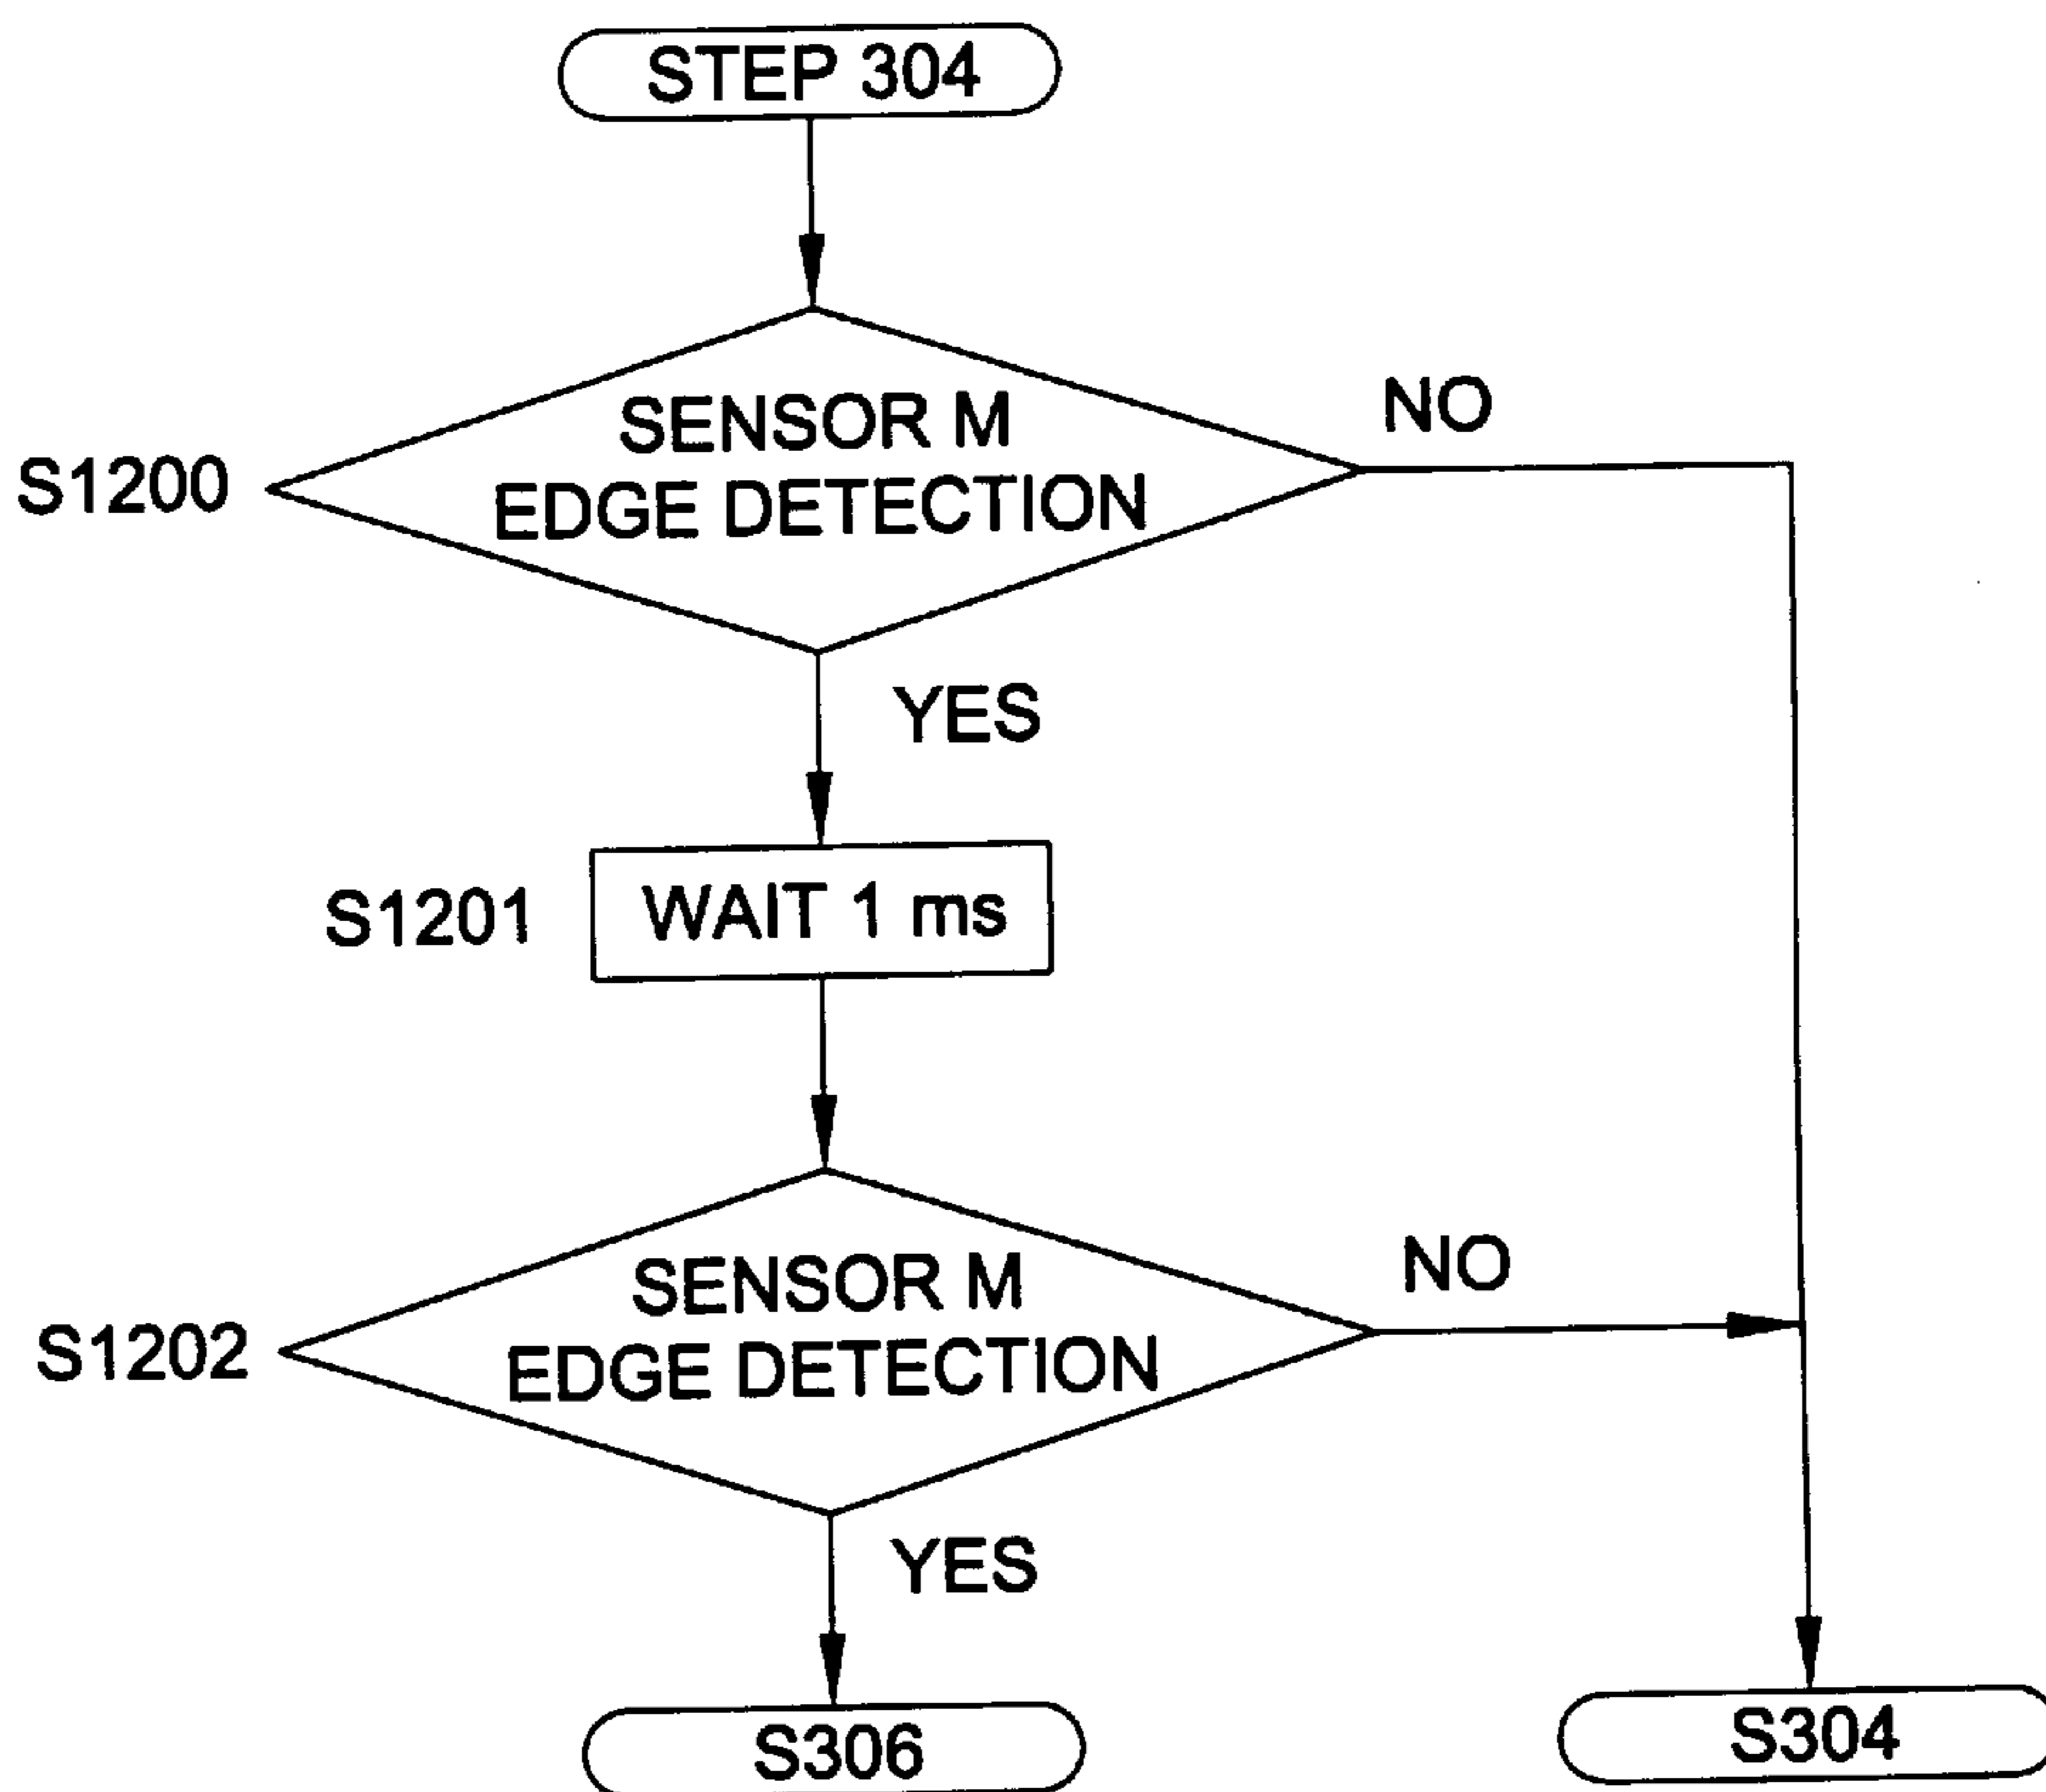 STEP 304
SENSOR M
EDGE DETECTION
NO
S1200
YES
S1201
WAIT 1 ms
SENSOR M
EDGE DETECTION
NO
S1202
YES
S306
S304